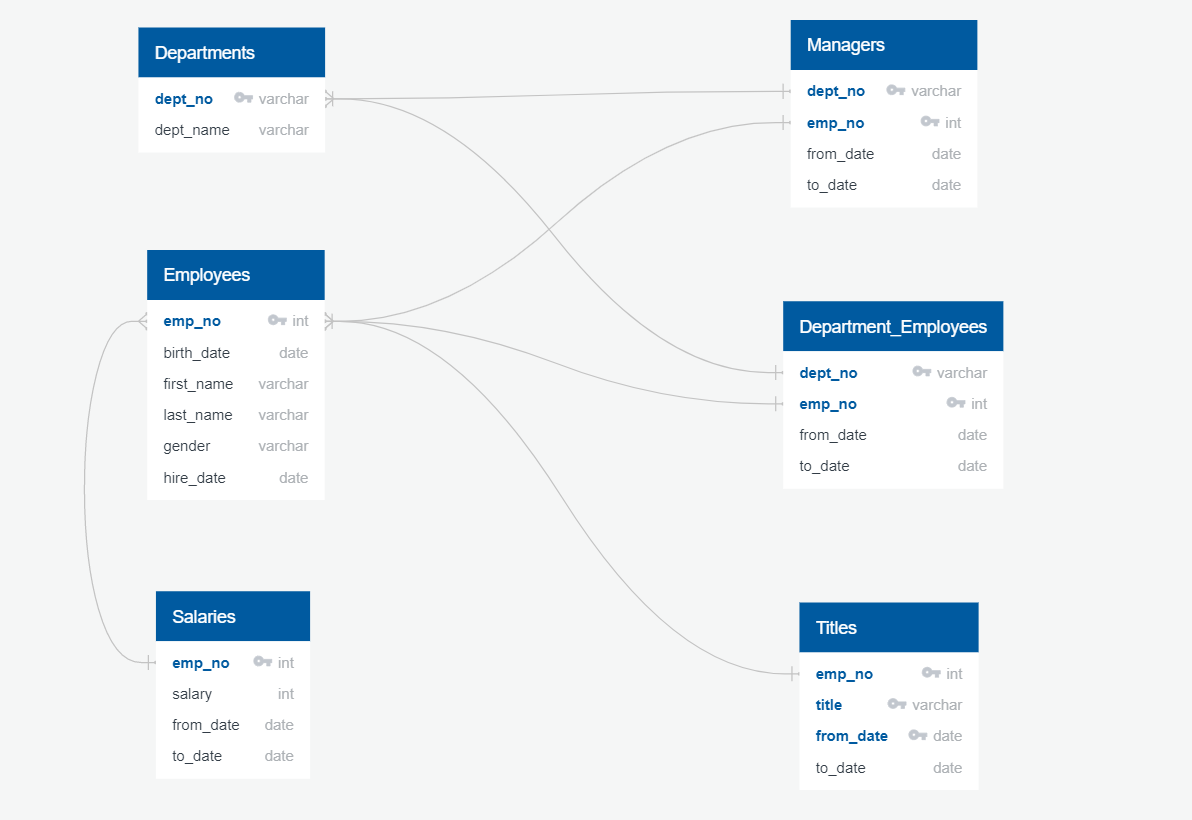 Departments
dept_no varchar
dept_name varchar
Managers
dept_no varchar
emp_no int
from_date date
to_date date
Employees
emp_no int
birth_date date
first_name varchar
last_name varchar
gender varchar
hire_date date
Department_Employees
dept_no varchar
emp_no int
from_date date
to_date date
Salaries
emp_no int
salary int
from_date date
to_date date
Titles
emp_no int
title varchar
from_date date
to_date date